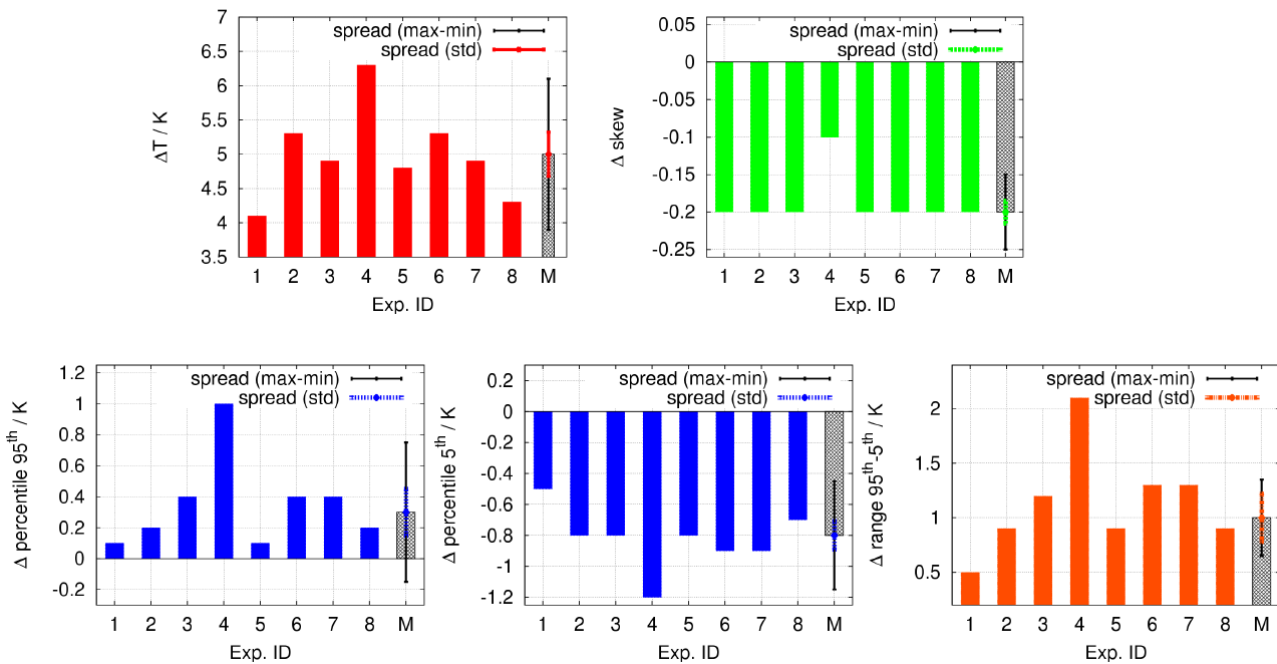 spread (max-min)
spread (std)
6.5
6
5.5
5
4.5
4
3.5
ΔT / K
1 2 3 4 5 6 7 8 M
Exp. ID
spread (max-min)
spread (std)
0.05
0
-0.05
-0.1
-0.15
-0.2
-0.25
Δ skew
1 2 3 4 5 6 7 8 M
Exp. ID
spread (max-min)
spread (std)
1.2
1
0.8
0.6
0.4
0.2
0
-0.2
Δ percentile 95th / K
1 2 3 4 5 6 7 8 M
Exp. ID
spread (max-min)
spread (std)
0.2
0
-0.2
-0.4
-0.6
-0.8
-1
-1.2
Δ percentile 5th / K
1 2 3 4 5 6 7 8 M
Exp. ID
spread (max-min)
spread (std)
2
1.5
1
0.5
Δ range 95th-5th / K
1 2 3 4 5 6 7 8 M
Exp. ID